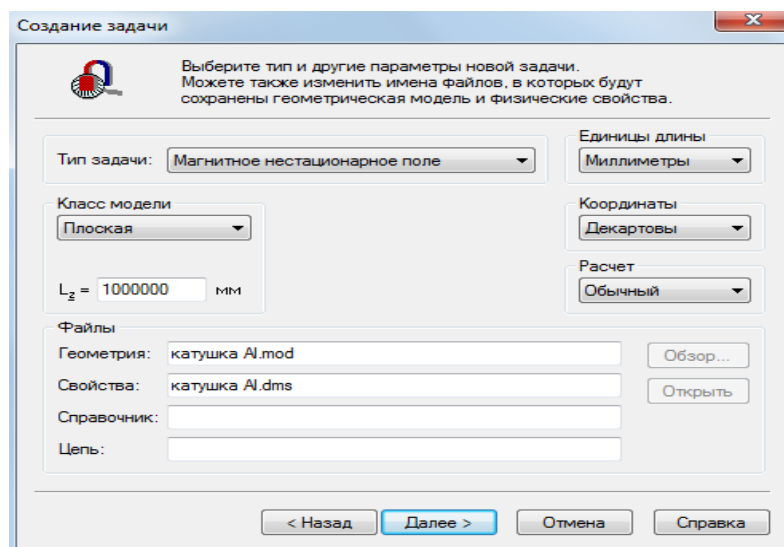 Создание задачи
Выберите тип и другие параметры новой задачи.
Можете также изменить имена файлов, в которых будут
сохранены геометрическая модель и физические свойства.
Тип задачи: Магнитное нестационарное поле
Единицы длины
Миллиметры
Класс модели
Плоская
Координаты
Декартовы
Lz = 1000000 мм
Расчет
Обычный
Файлы
Геометрия: катушка Al.mod
Обзор...
Свойства: катушка Al.dms
Открыть
Справочник:
Цепь:
< Назад
Далее >
Отмена
Справка